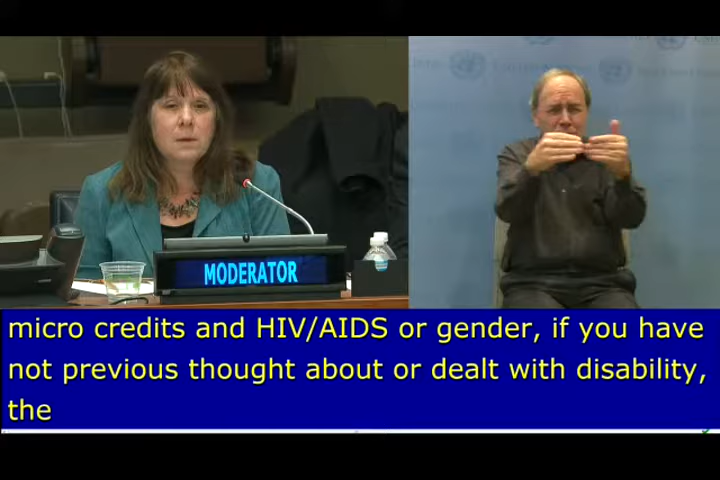 MODERATOR
micro credits and HIV/AIDS or gender, if you have
not previous thought about or dealt with disability,
the